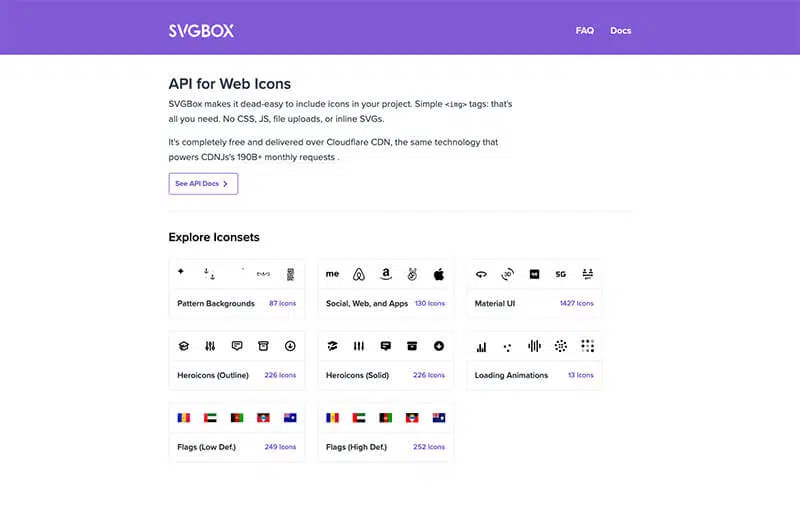 SVGBOX
FAQ
Docs
API for Web Icons
SVGBox makes it dead-easy to include icons in your project. Simple <img> tags: that's
all you need. No CSS, JS, file uploads, or inline SVGs.
It's completely free and delivered over Cloudflare CDN, the same technology that
powers CDNJs's 190B+ monthly requests .
See API Docs
Explore Iconsets
me
a
3D
5G
Pattern Backgrounds
87 Icons
Social, Web, and Apps
130 Icons
Material UI
1427 Icons
Heroicons (Outline)
226 Icons
Heroicons (Solid)
226 Icons
Loading Animations
13 Icons
Flags (Low Def.)
249 Icons
Flags (High Def.)
252 Icons